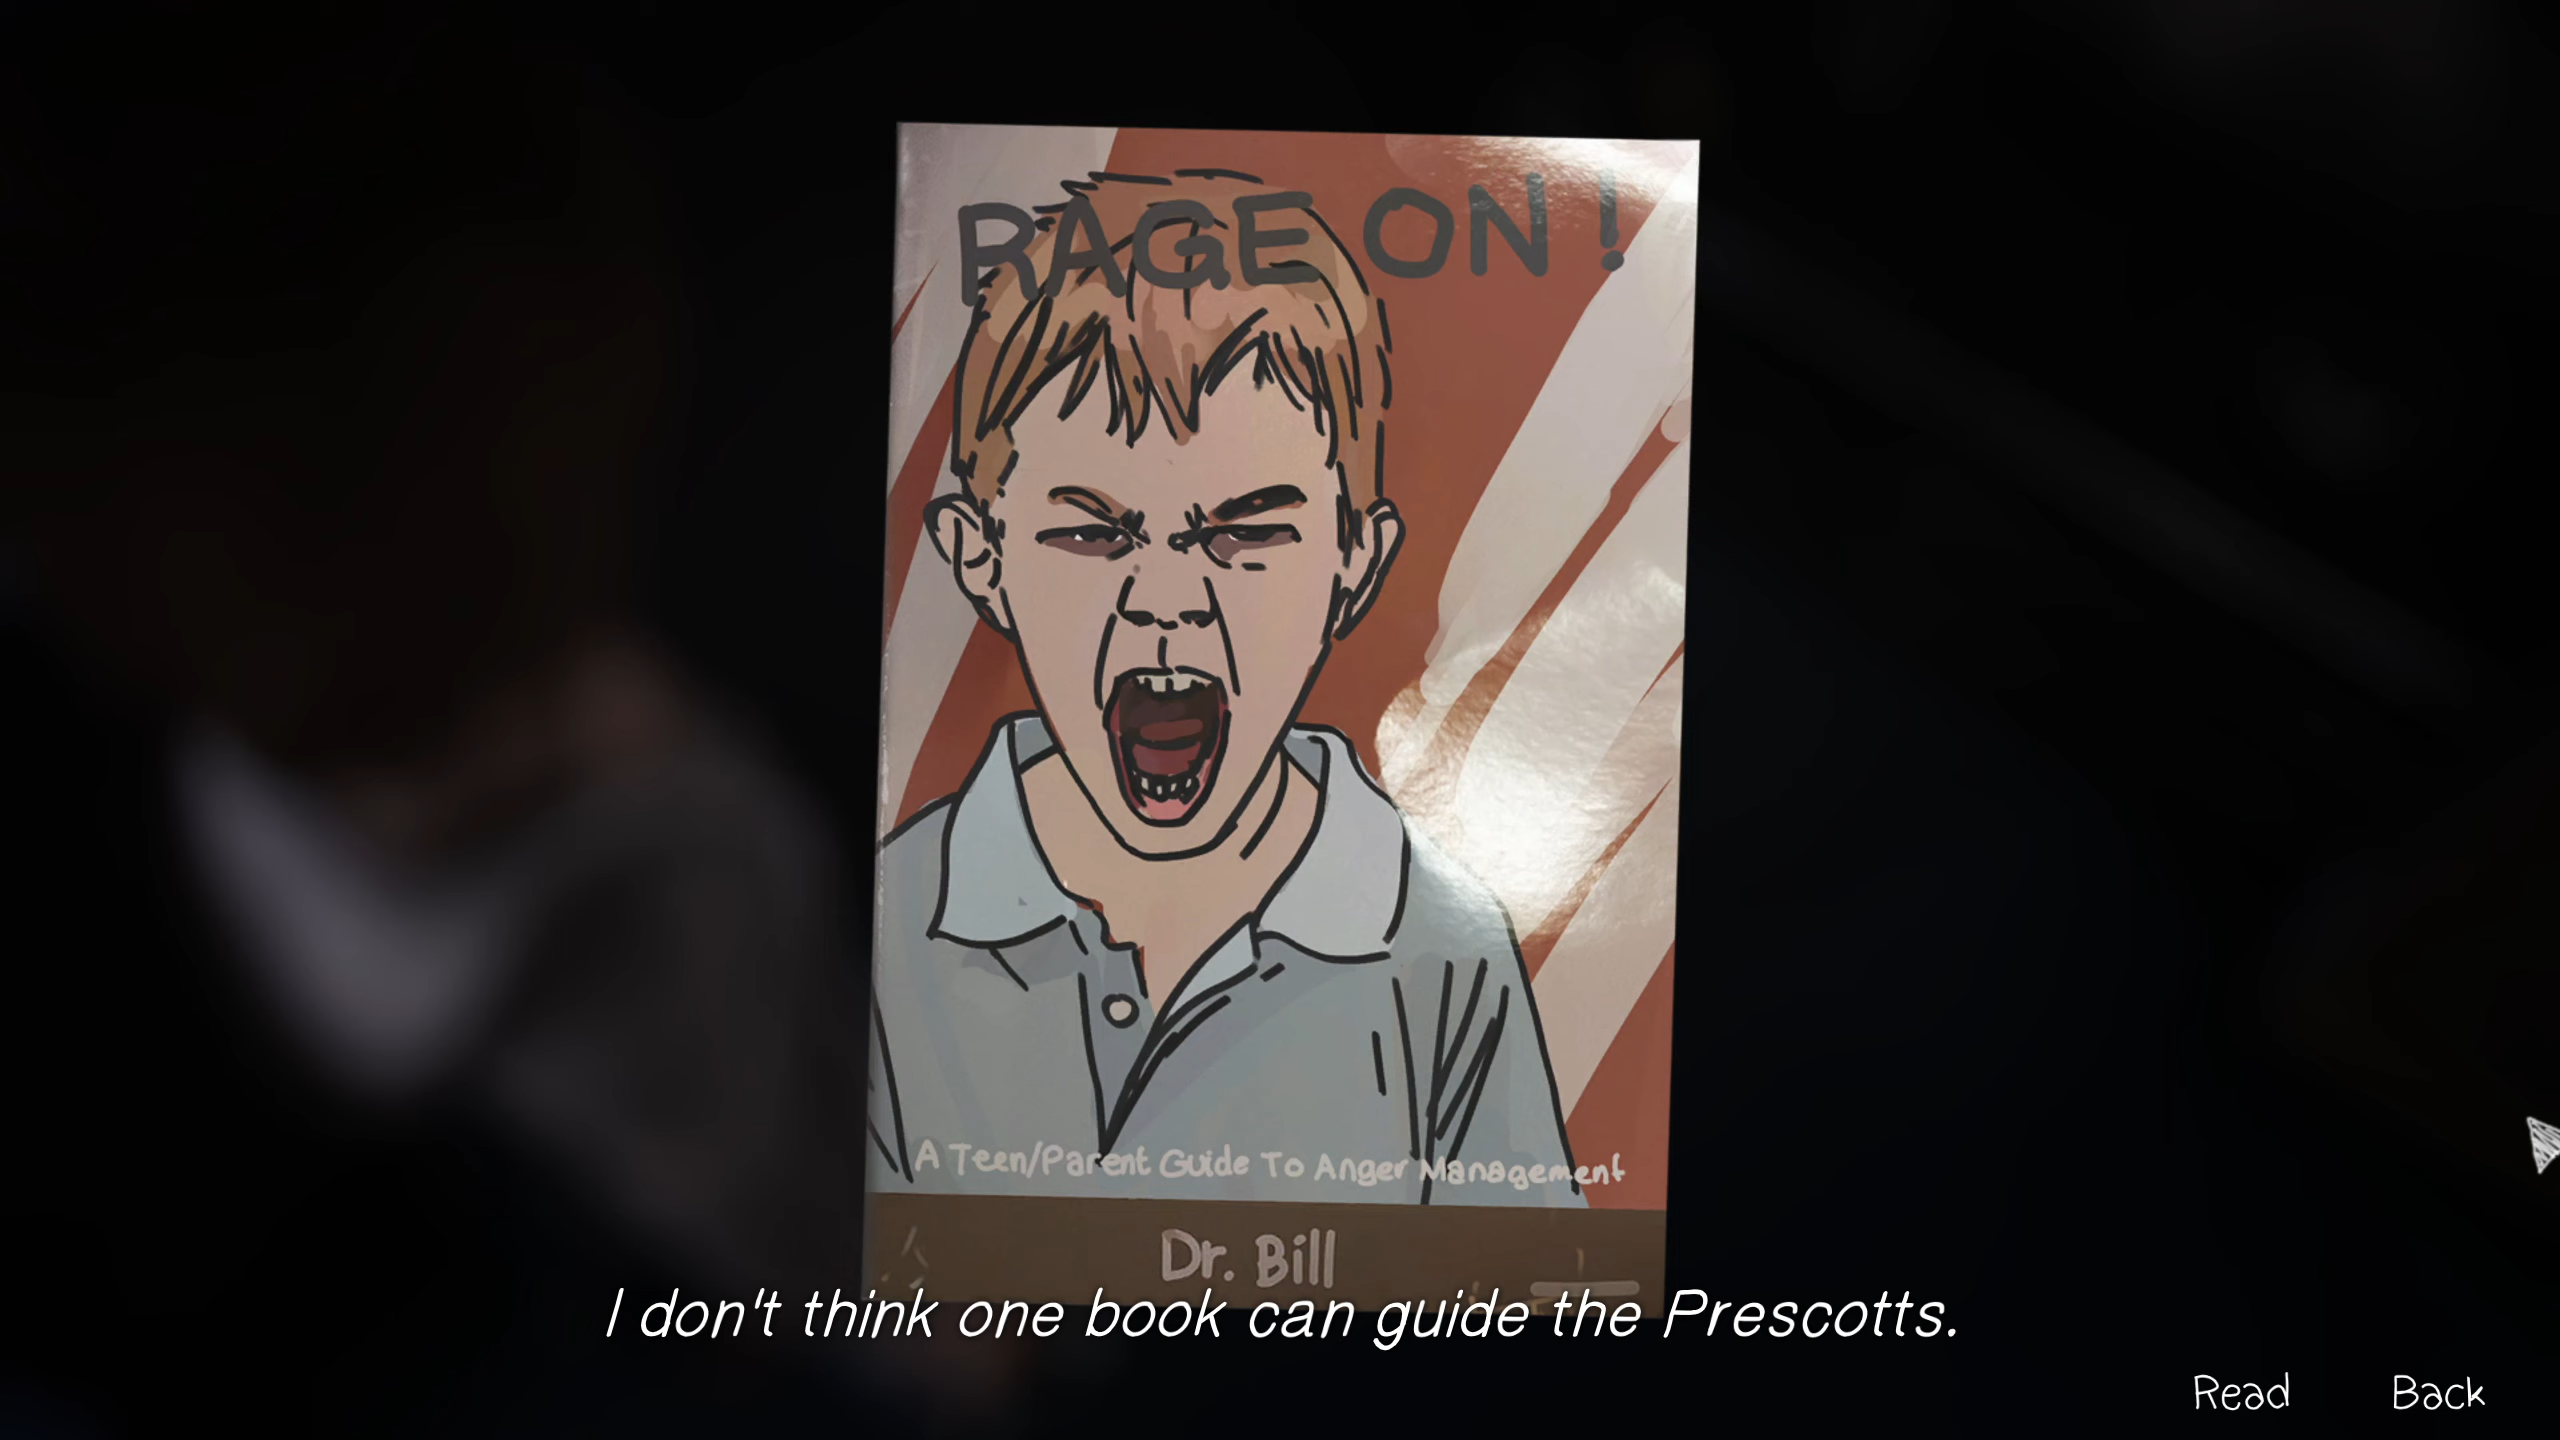 RAGE ON!
A Teen/Parent Guide To Anger Management
Dr. Bill
I don't think one book can guide the Prescotts.
Read Back